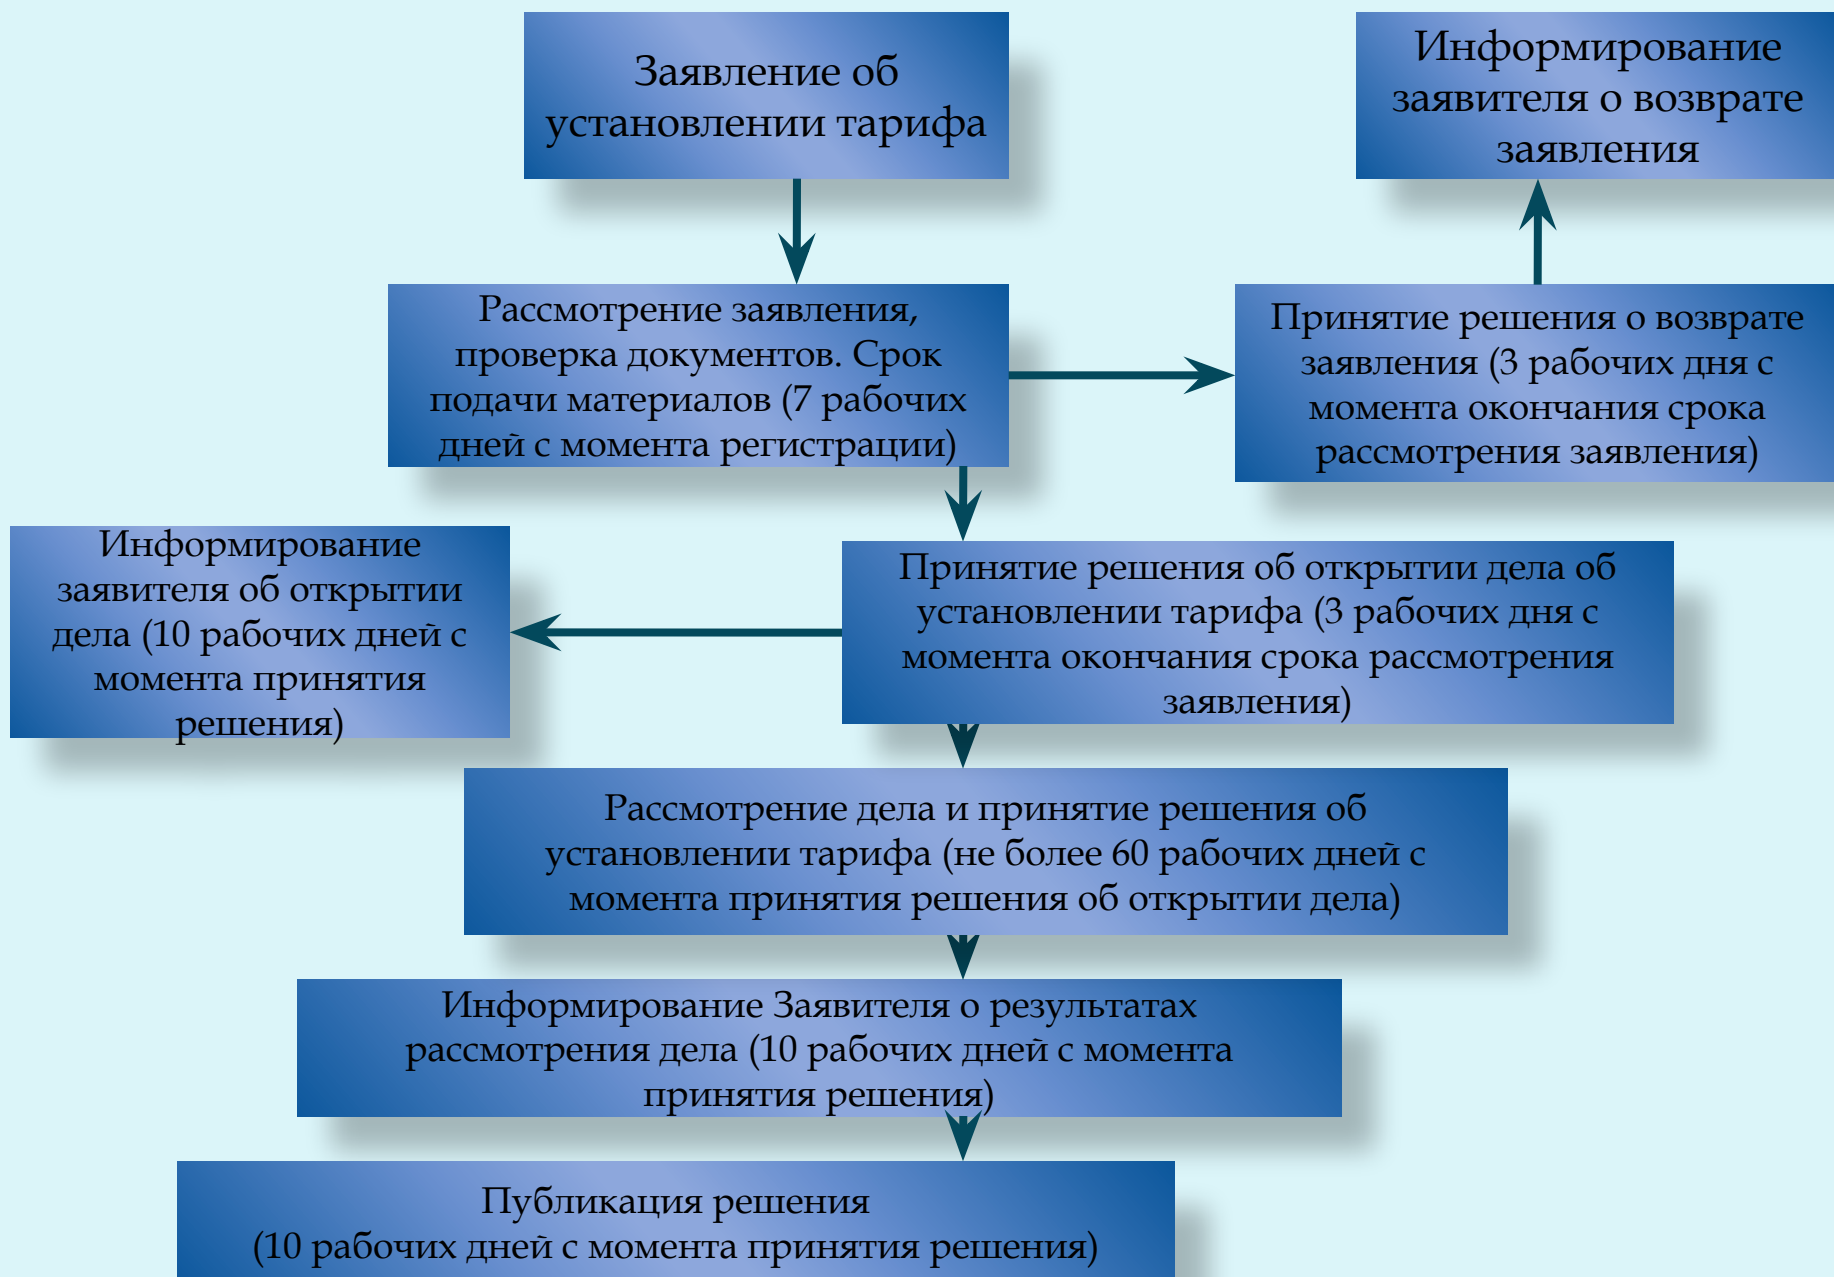 Заявление об
установлении тарифа
Информирование
заявителя о возврате
заявления
Рассмотрение заявления,
проверка документов. Срок
подачи материалов (7 рабочих
дней с момента регистрации)
Принятие решения о возврате
заявления (3 рабочих дня с
момента окончания срока
рассмотрения заявления)
Информирование
заявителя об открытии
дела (10 рабочих дней с
момента принятия
решения)
Принятие решения об открытии дела об
установлении тарифа (3 рабочих дня с
момента окончания срока рассмотрения
заявления)
Рассмотрение дела и принятие решения об
установлении тарифа (не более 60 рабочих дней с
момента принятия решения об открытии дела)
Информирование Заявителя о результатах
рассмотрения дела (10 рабочих дней с момента
принятия решения)
Публикация решения
(10 рабочих дней с момента принятия решения)